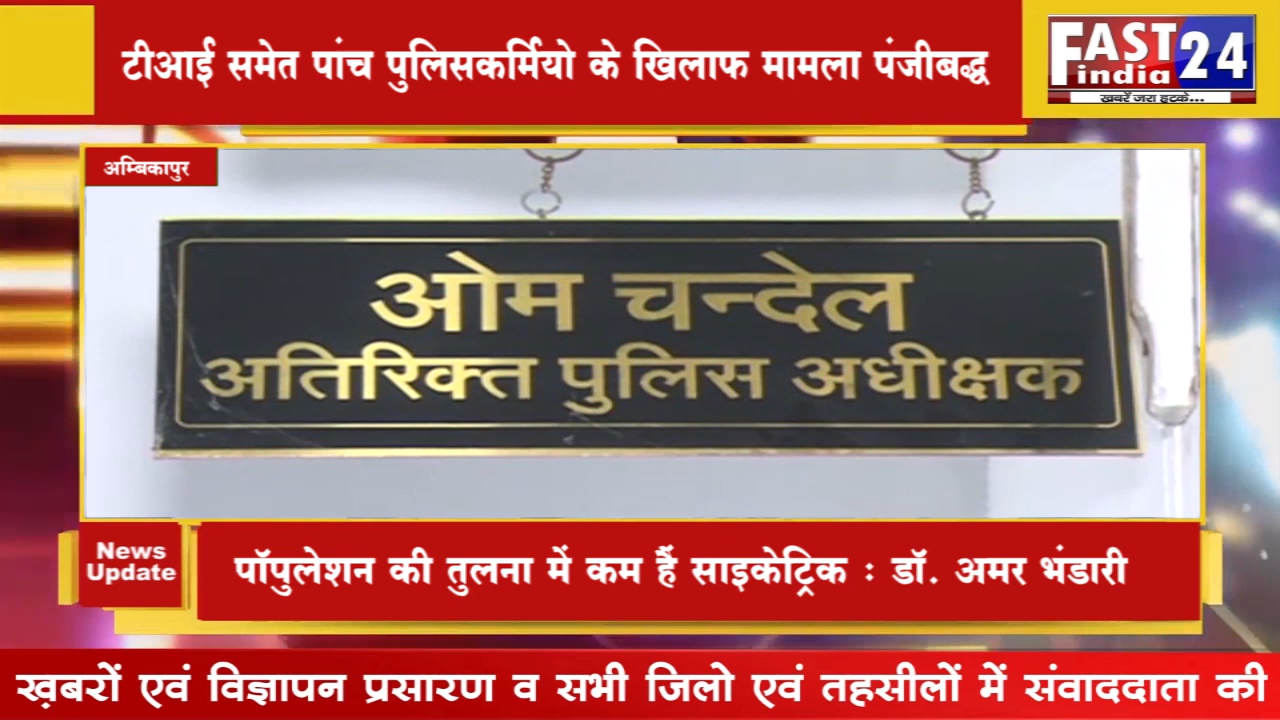 टीआई समेत पांच पुलिसकर्मियो के खिलाफ मामला पंजीबद्ध
FAST india 24
ख़बरें जरा हटके...
अम्बिकापुर
ओम चन्देल
अतिरिक्त पुलिस अधीक्षक
News
Update
पॉपुलेशन की तुलना में कम हैं साइकेट्रिक : डॉ. अमर भंडारी
ख़बरों एवं विज्ञापन प्रसारण व सभी जिलो एवं तहसीलों में संवाददाता की